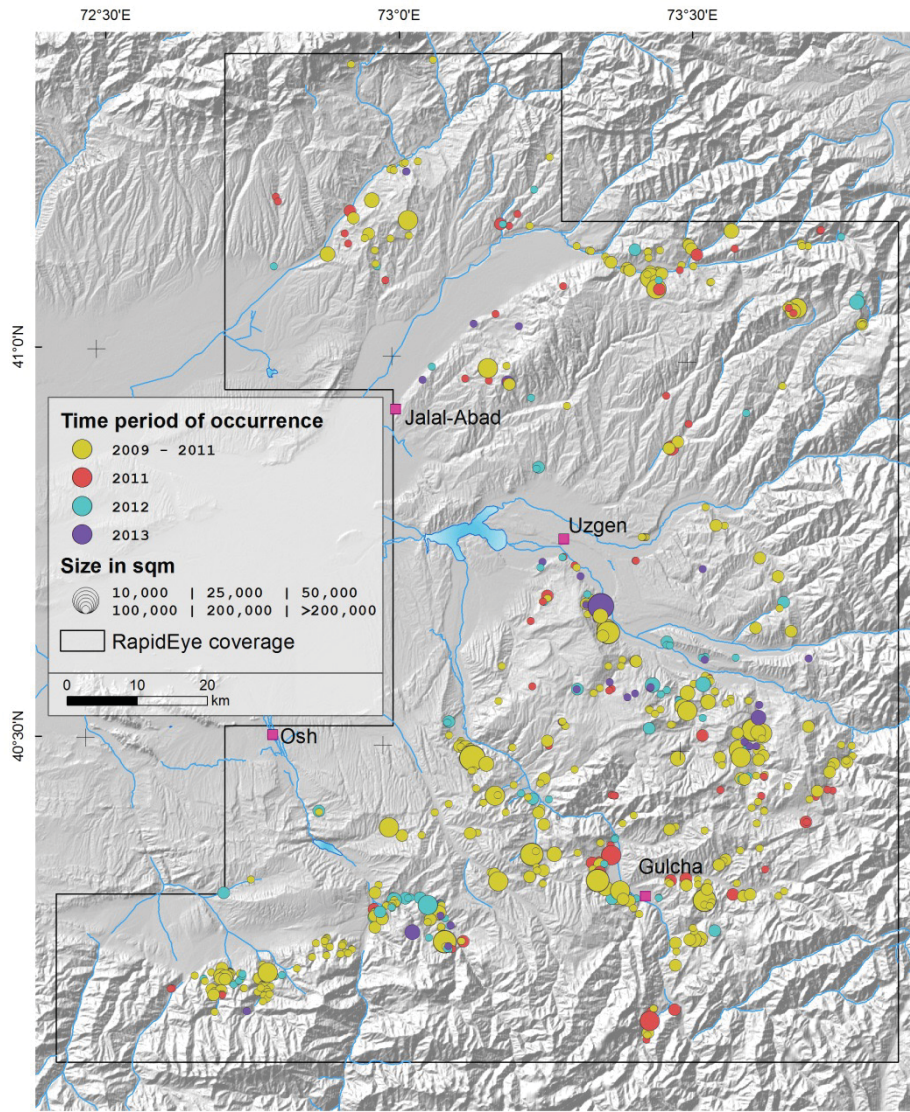 72°30'E 73°0'E 73°30'E
41°0'N
Jalal-Abad
Time period of occurrence
2009 - 2011
2011
2012
2013
Size in sqm
10,000 | 25,000 | 50,000
100,000 | 200,000 | >200,000
RapidEye coverage
0 10 20
km
Uzgen
40°30'N
Osh
Gulcha